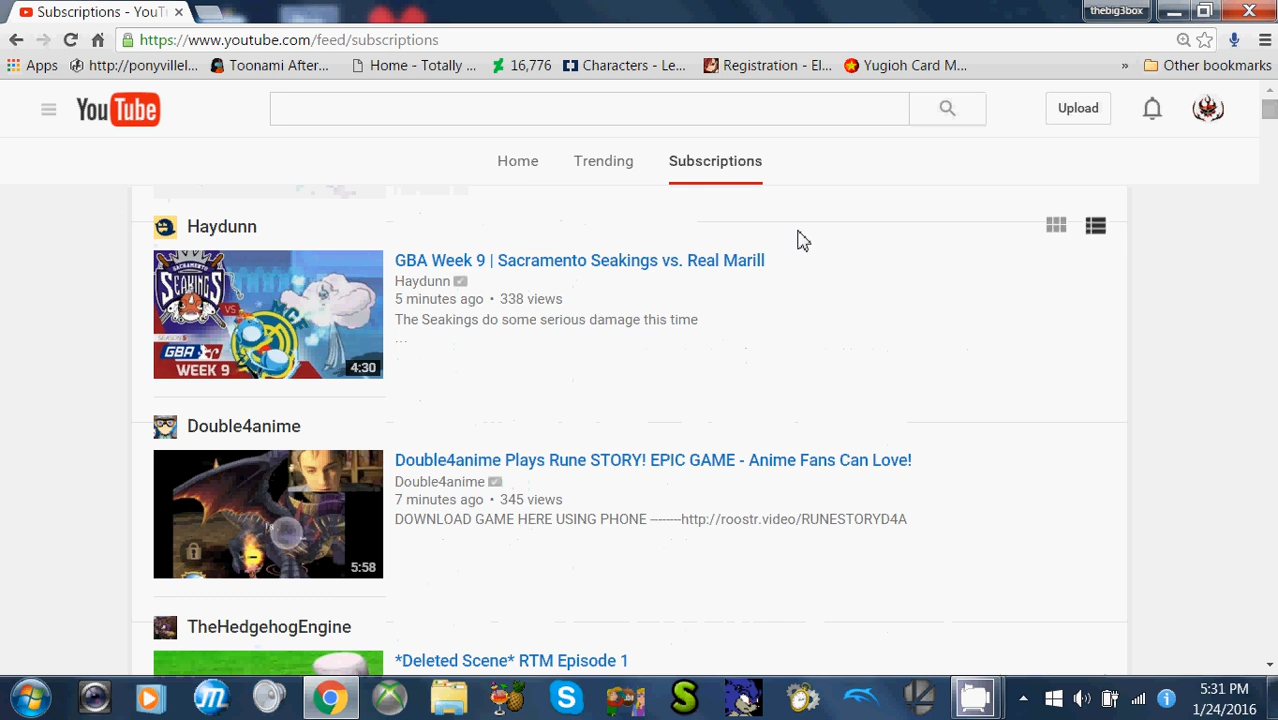 Subscriptions - YouT
thebig3box
https://www.youtube.com/feed/subscriptions
Apps http://ponyvillel... Toonami After... Home - Totally ... 16,776 Characters - Le... Registration - El... Yugioh Card M... » Other bookmarks
YouTube Upload
Home Trending Subscriptions
Haydunn
GBA Week 9 | Sacramento Seakings vs. Real Marill
Haydunn
5 minutes ago • 338 views
The Seakings do some serious damage this time
...
SACRAMENTO
SEAKINGS
VS
GBA
WEEK 9
4:30
Double4anime
Double4anime Plays Rune STORY! EPIC GAME - Anime Fans Can Love!
Double4anime
7 minutes ago • 345 views
DOWNLOAD GAME HERE USING PHONE -------http://roostr.video/RUNESTORYD4A
5:58
TheHedgehogEngine
*Deleted Scene* RTM Episode 1
5:31 PM
1/24/2016